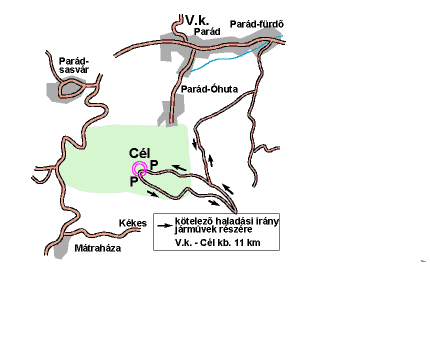 V.k.
Parád
Parád-fürdő
Parád-
sasvár
Parád-Óhuta
Cél
P
P
Kékes
Mátraháza
kötelező haladási irány
járművek részére
V.k. - Cél kb. 11 km